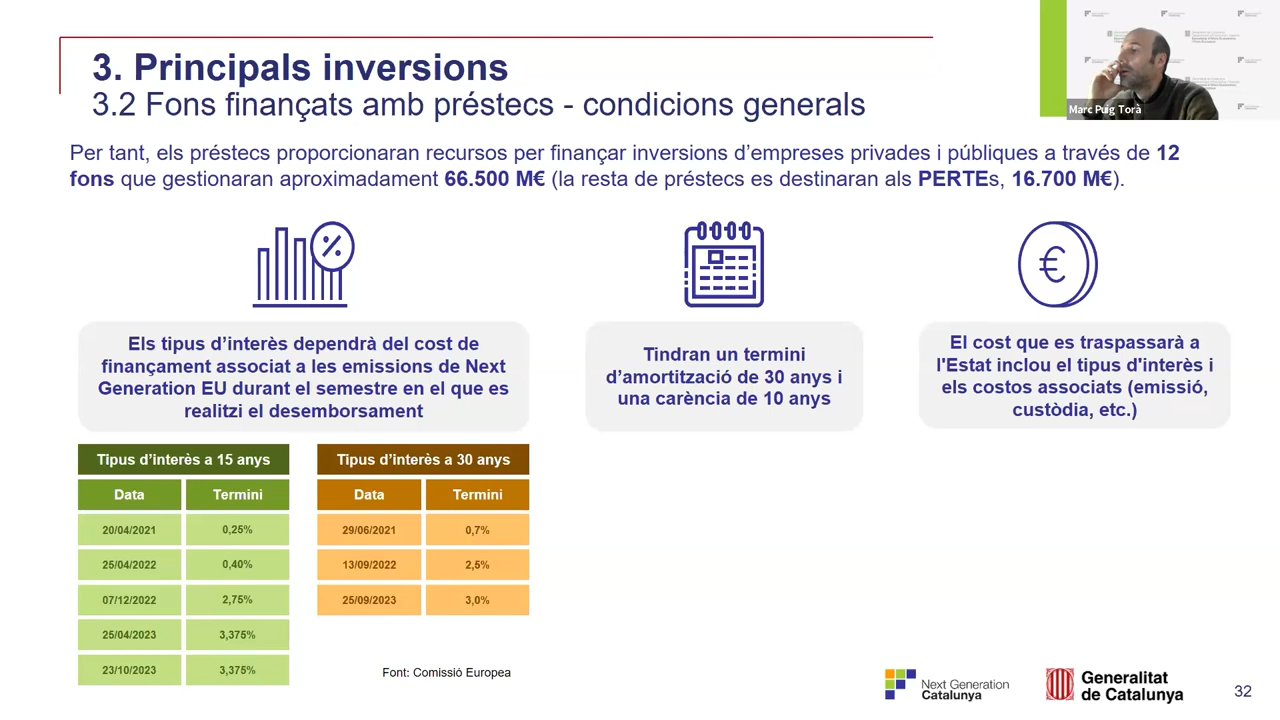 3. Principals inversions
3.2 Fons finançats amb préstecs - condicions generals
Marc Puig Torà
Per tant, els préstecs proporcionaran recursos per finançar inversions d’empreses privades i públiques a través de 12
fons que gestionaran aproximadament 66.500 M€ (la resta de préstecs es destinaran als PERTEs, 16.700 M€).
Els tipus d’interès dependrà del cost de
finançament associat a les emissions de Next
Generation EU durant el semestre en el que es
realitzi el desemborsament
Tindran un termini
d’amortització de 30 anys i
una carència de 10 anys
El cost que es traspassarà a
l'Estat inclou el tipus d'interès i
els costos associats (emissió,
custòdia, etc.)
Tipus d’interès a 15 anys
Data Termini
20/04/2021 0,25%
25/04/2022 0,40%
07/12/2022 2,75%
25/04/2023 3,375%
23/10/2023 3,375%
Tipus d’interès a 30 anys
Data Termini
29/06/2021 0,7%
13/09/2022 2,5%
25/09/2023 3,0%
Font: Comissió Europea
Next Generation
Catalunya
Generalitat
de Catalunya
32